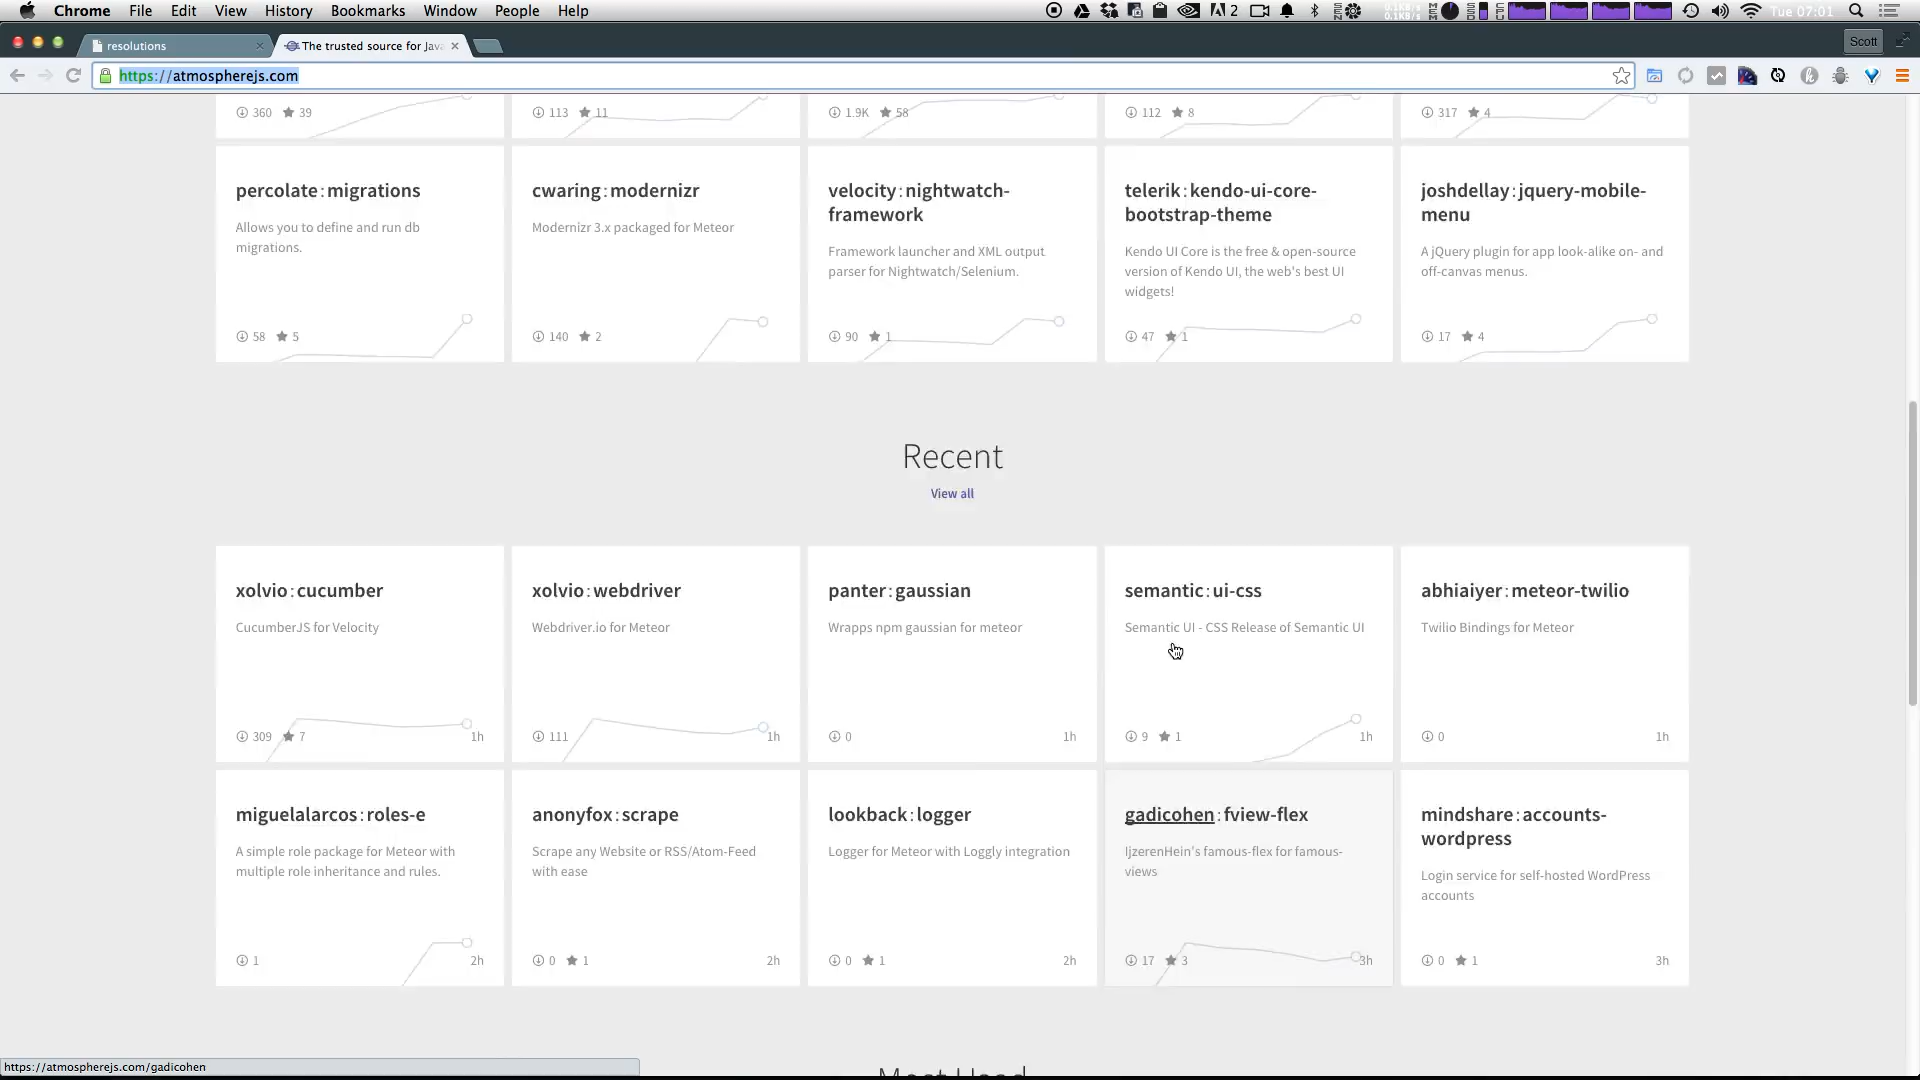 Chrome File Edit View History Bookmarks Window People Help 2 Tue 07:01
resolutions The trusted source for Jav Scott
https://atmospherejs.com
360 39 113 11 1.9K 58 112 8 317 4
percolate:migrations
Allows you to define and run db
migrations.
58 5
cwaring:modernizr
Modernizr 3.x packaged for Meteor
140 2
velocity:nightwatch-
framework
Framework launcher and XML output
parser for Nightwatch/Selenium.
90 1
telerik:kendo-ui-core-
bootstrap-theme
Kendo UI Core is the free & open-source
version of Kendo UI, the web's best UI
widgets!
47 1
joshdellay:jquery-mobile-
menu
A jQuery plugin for app look-alike on- and
off-canvas menus.
17 4
Recent
View all
xolvio:cucumber
CucumberJS for Velocity
309 7 1h
xolvio:webdriver
Webdriver.io for Meteor
111 1h
panter:gaussian
Wrapps npm gaussian for meteor
0 1h
semantic:ui-css
Semantic UI - CSS Release of Semantic UI
9 1 1h
abhiaiyer:meteor-twilio
Twilio Bindings for Meteor
0 1h
miguelalarcos:roles-e
A simple role package for Meteor with
multiple role inheritance and rules.
1 2h
anonyfox:scrape
Scrape any Website or RSS/Atom-Feed
with ease
0 1 2h
lookback:logger
Logger for Meteor with Loggly integration
0 1 2h
gadicohen:fview-flex
IjzerenHein's famous-flex for famous-
views
17 3 3h
mindshare:accounts-
wordpress
Login service for self-hosted WordPress
accounts
0 1 3h
Most Used
https://atmospherejs.com/gadicohen